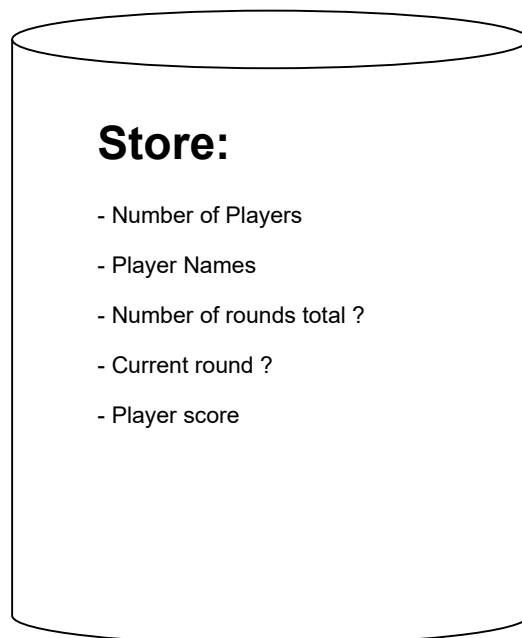 Store:
- Number of Players
- Player Names
- Number of rounds total ?
- Current round ?
- Player score